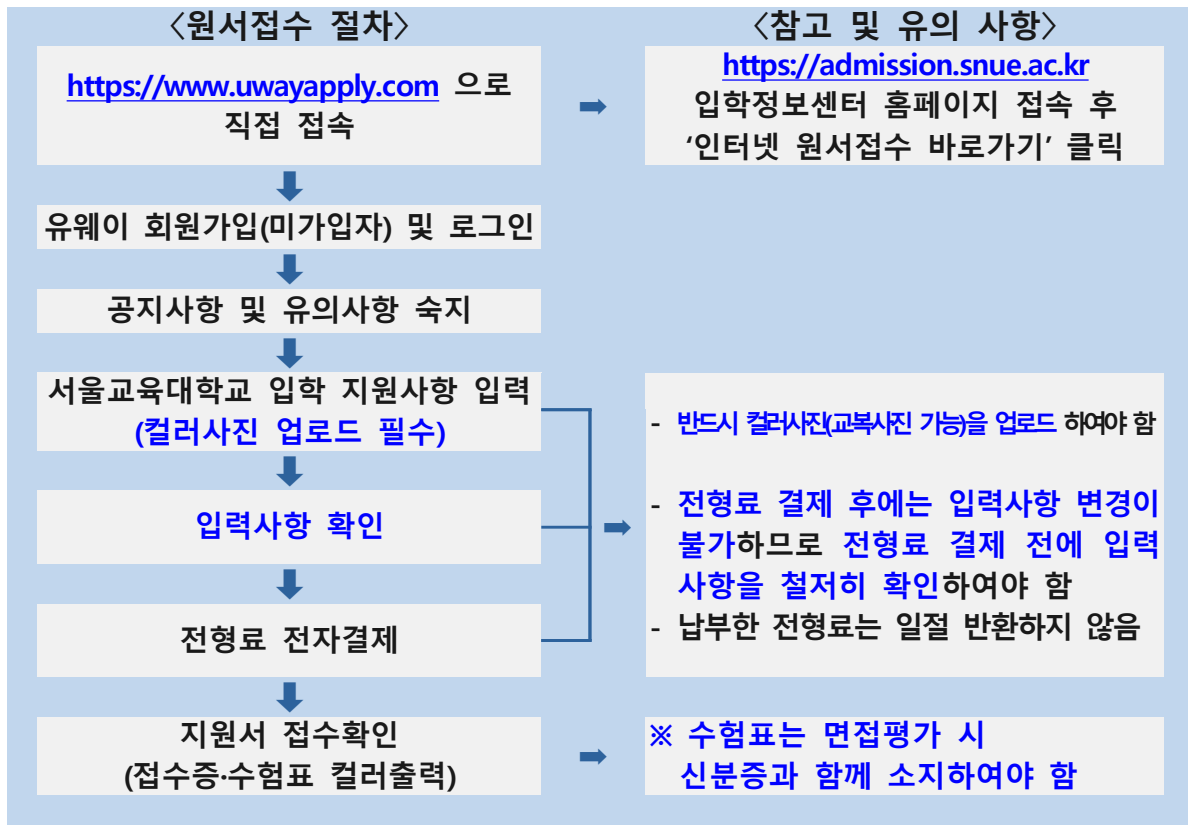 〈원서접수 절차〉
https://www.uwayapply.com 으로
직접 접속
유웨이 회원가입(미가입자) 및 로그인
공지사항 및 유의사항 숙지
서울교육대학교 입학 지원사항 입력
(컬러사진 업로드 필수)
입력사항 확인
전형료 전자결제
지원서 접수확인
(접수증·수험표 컬러출력)
〈참고 및 유의 사항〉
https://admission.snue.ac.kr
입학정보센터 홈페이지 접속 후
‘인터넷 원서접수 바로가기’ 클릭
- 반드시 컬러사진(교복사진 가능)을 업로드 하여야 함
- 전형료 결제 후에는 입력사항 변경이
불가하므로 전형료 결제 전에 입력
사항을 철저히 확인하여야 함
- 납부한 전형료는 일절 반환하지 않음
※ 수험표는 면접평가 시
신분증과 함께 소지하여야 함